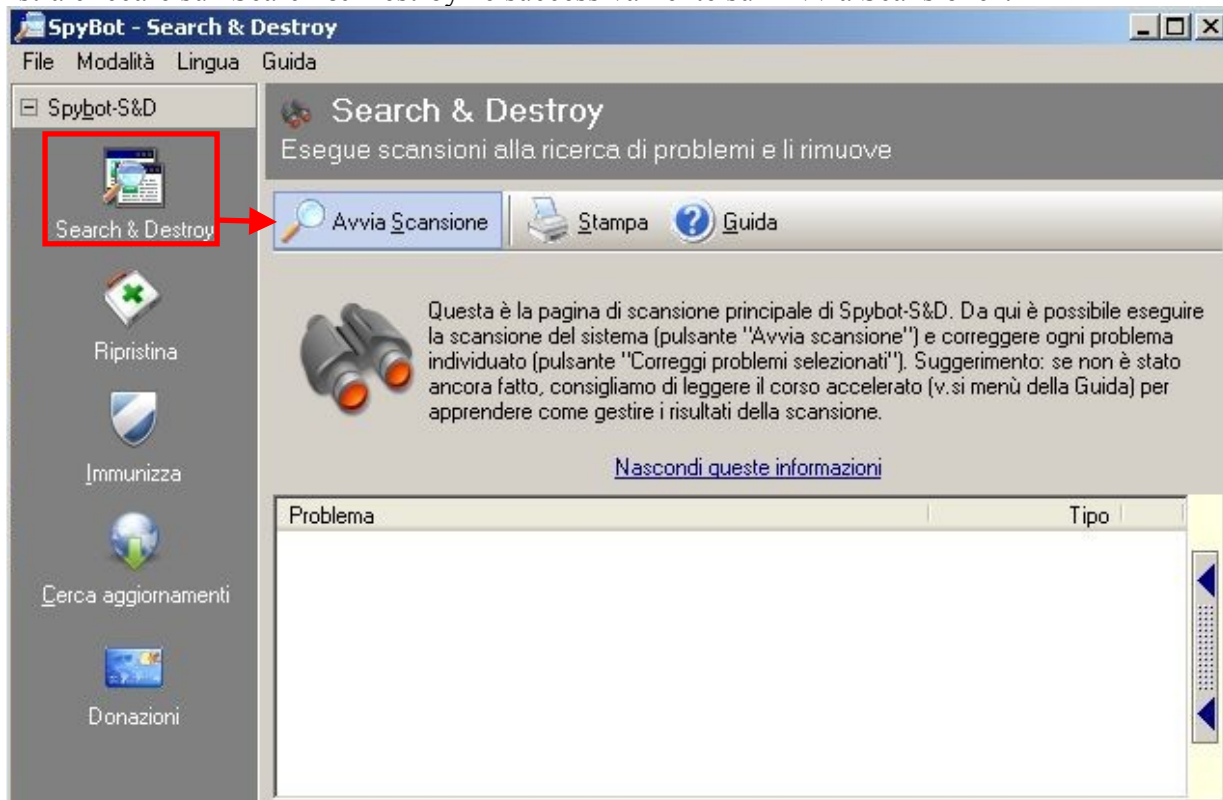 SpyBot - Search & Destroy
File Modalità Lingua Guida
Spybot-S&D
Search & Destroy
Ripristina
Immunizza
Cerca aggiornamenti
Donazioni
Search & Destroy
Esegue scansioni alla ricerca di problemi e li rimuove
Avvia Scansione Stampa Guida
Questa è la pagina di scansione principale di Spybot-S&D. Da qui è possibile eseguire
la scansione del sistema (pulsante "Avvia scansione") e correggere ogni problema
individuato (pulsante "Correggi problemi selezionati"). Suggerimento: se non è stato
ancora fatto, consigliamo di leggere il corso accelerato (v.si menù della Guida) per
apprendere come gestire i risultati della scansione.
Nascondi queste informazioni
Problema Tipo